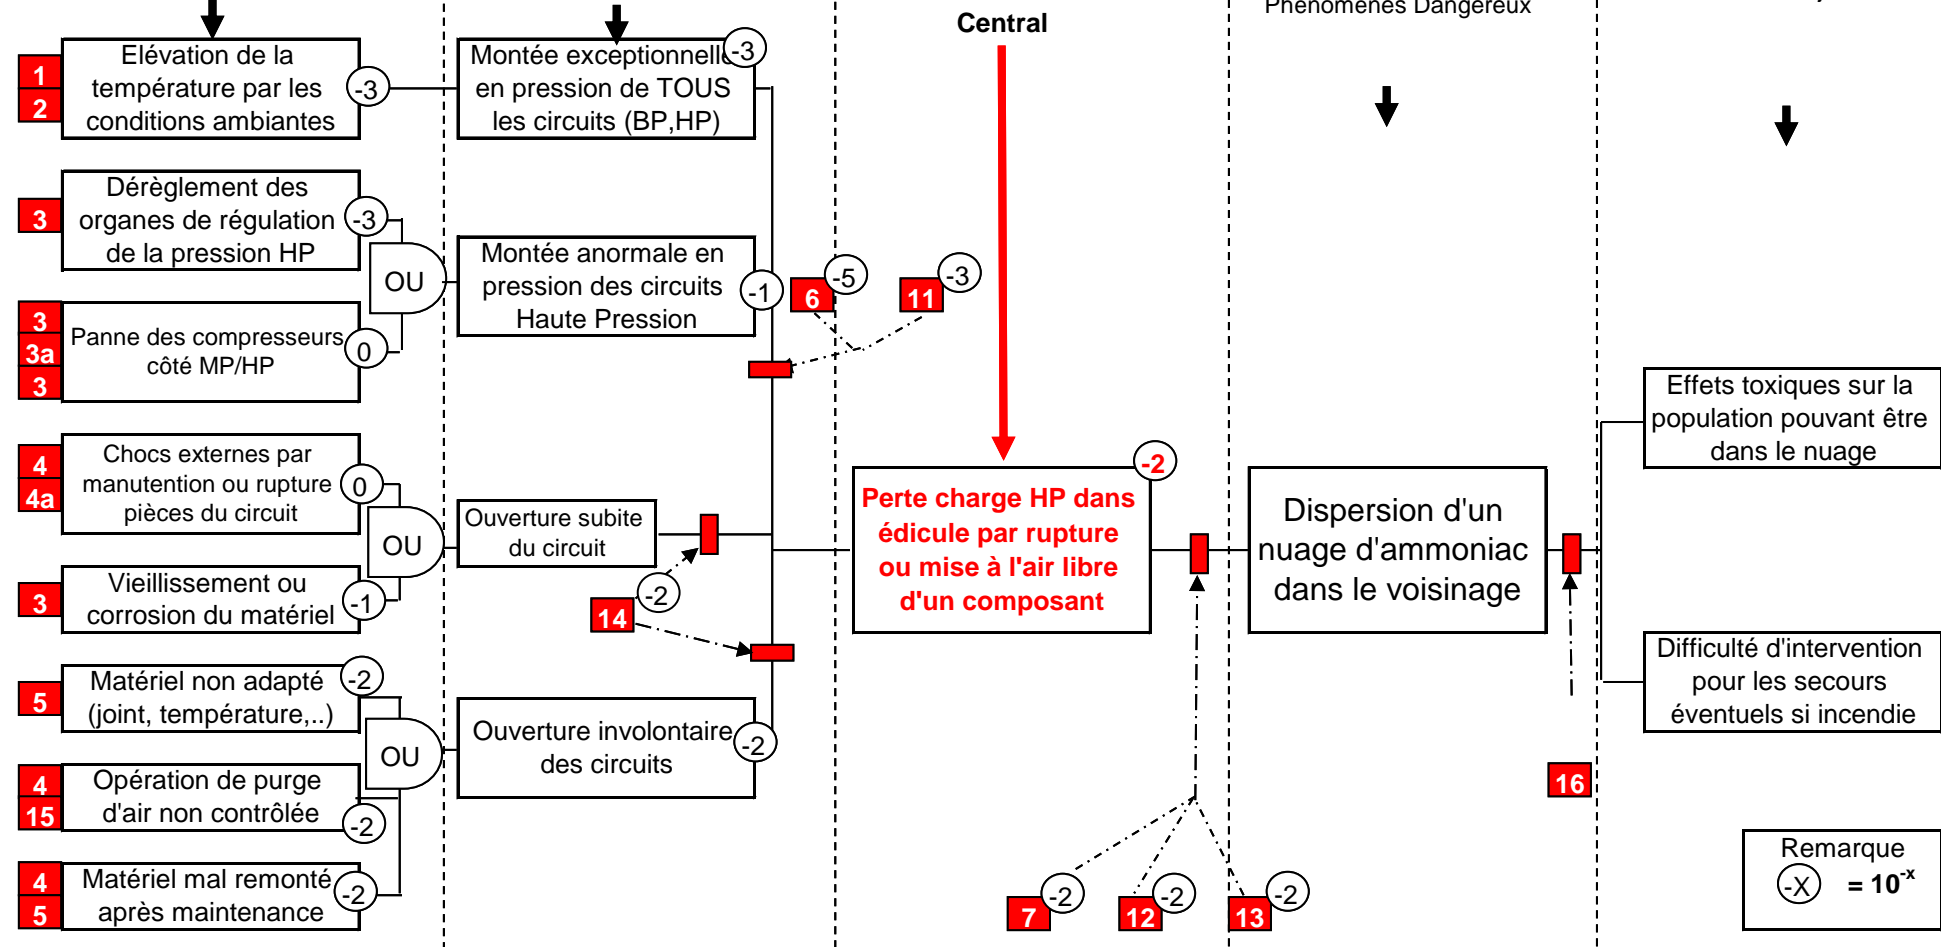 Central
Phénomènes Dangereux
1
2
Elévation de la
température par les
conditions ambiantes
-3
Montée exceptionnelle
en pression de TOUS
les circuits (BP,HP)
-3
3
Dérèglement des
organes de régulation
de la pression HP
-3
OU
Montée anormale en
pression des circuits
Haute Pression
-1
6
-5
11
-3
3
3a
3
Panne des compresseurs
côté MP/HP
0
4
4a
Chocs externes par
manutention ou rupture
pièces du circuit
0
OU
Ouverture subite
du circuit
3
Vieillissement ou
corrosion du matériel
-1
14
-2
Perte charge HP dans
édicule par rupture
ou mise à l'air libre
d'un composant
-2
Dispersion d'un
nuage d'ammoniac
dans le voisinage
Effets toxiques sur la
population pouvant être
dans le nuage
Difficulté d'intervention
pour les secours
éventuels si incendie
5
Matériel non adapté
(joint, température,..)
-2
OU
Ouverture involontaire
des circuits
-2
4
15
Opération de purge
d'air non contrôlée
-2
4
5
Matériel mal remonté
après maintenance
-2
7
-2
12
-2
13
-2
16
Remarque
-X = 10-x